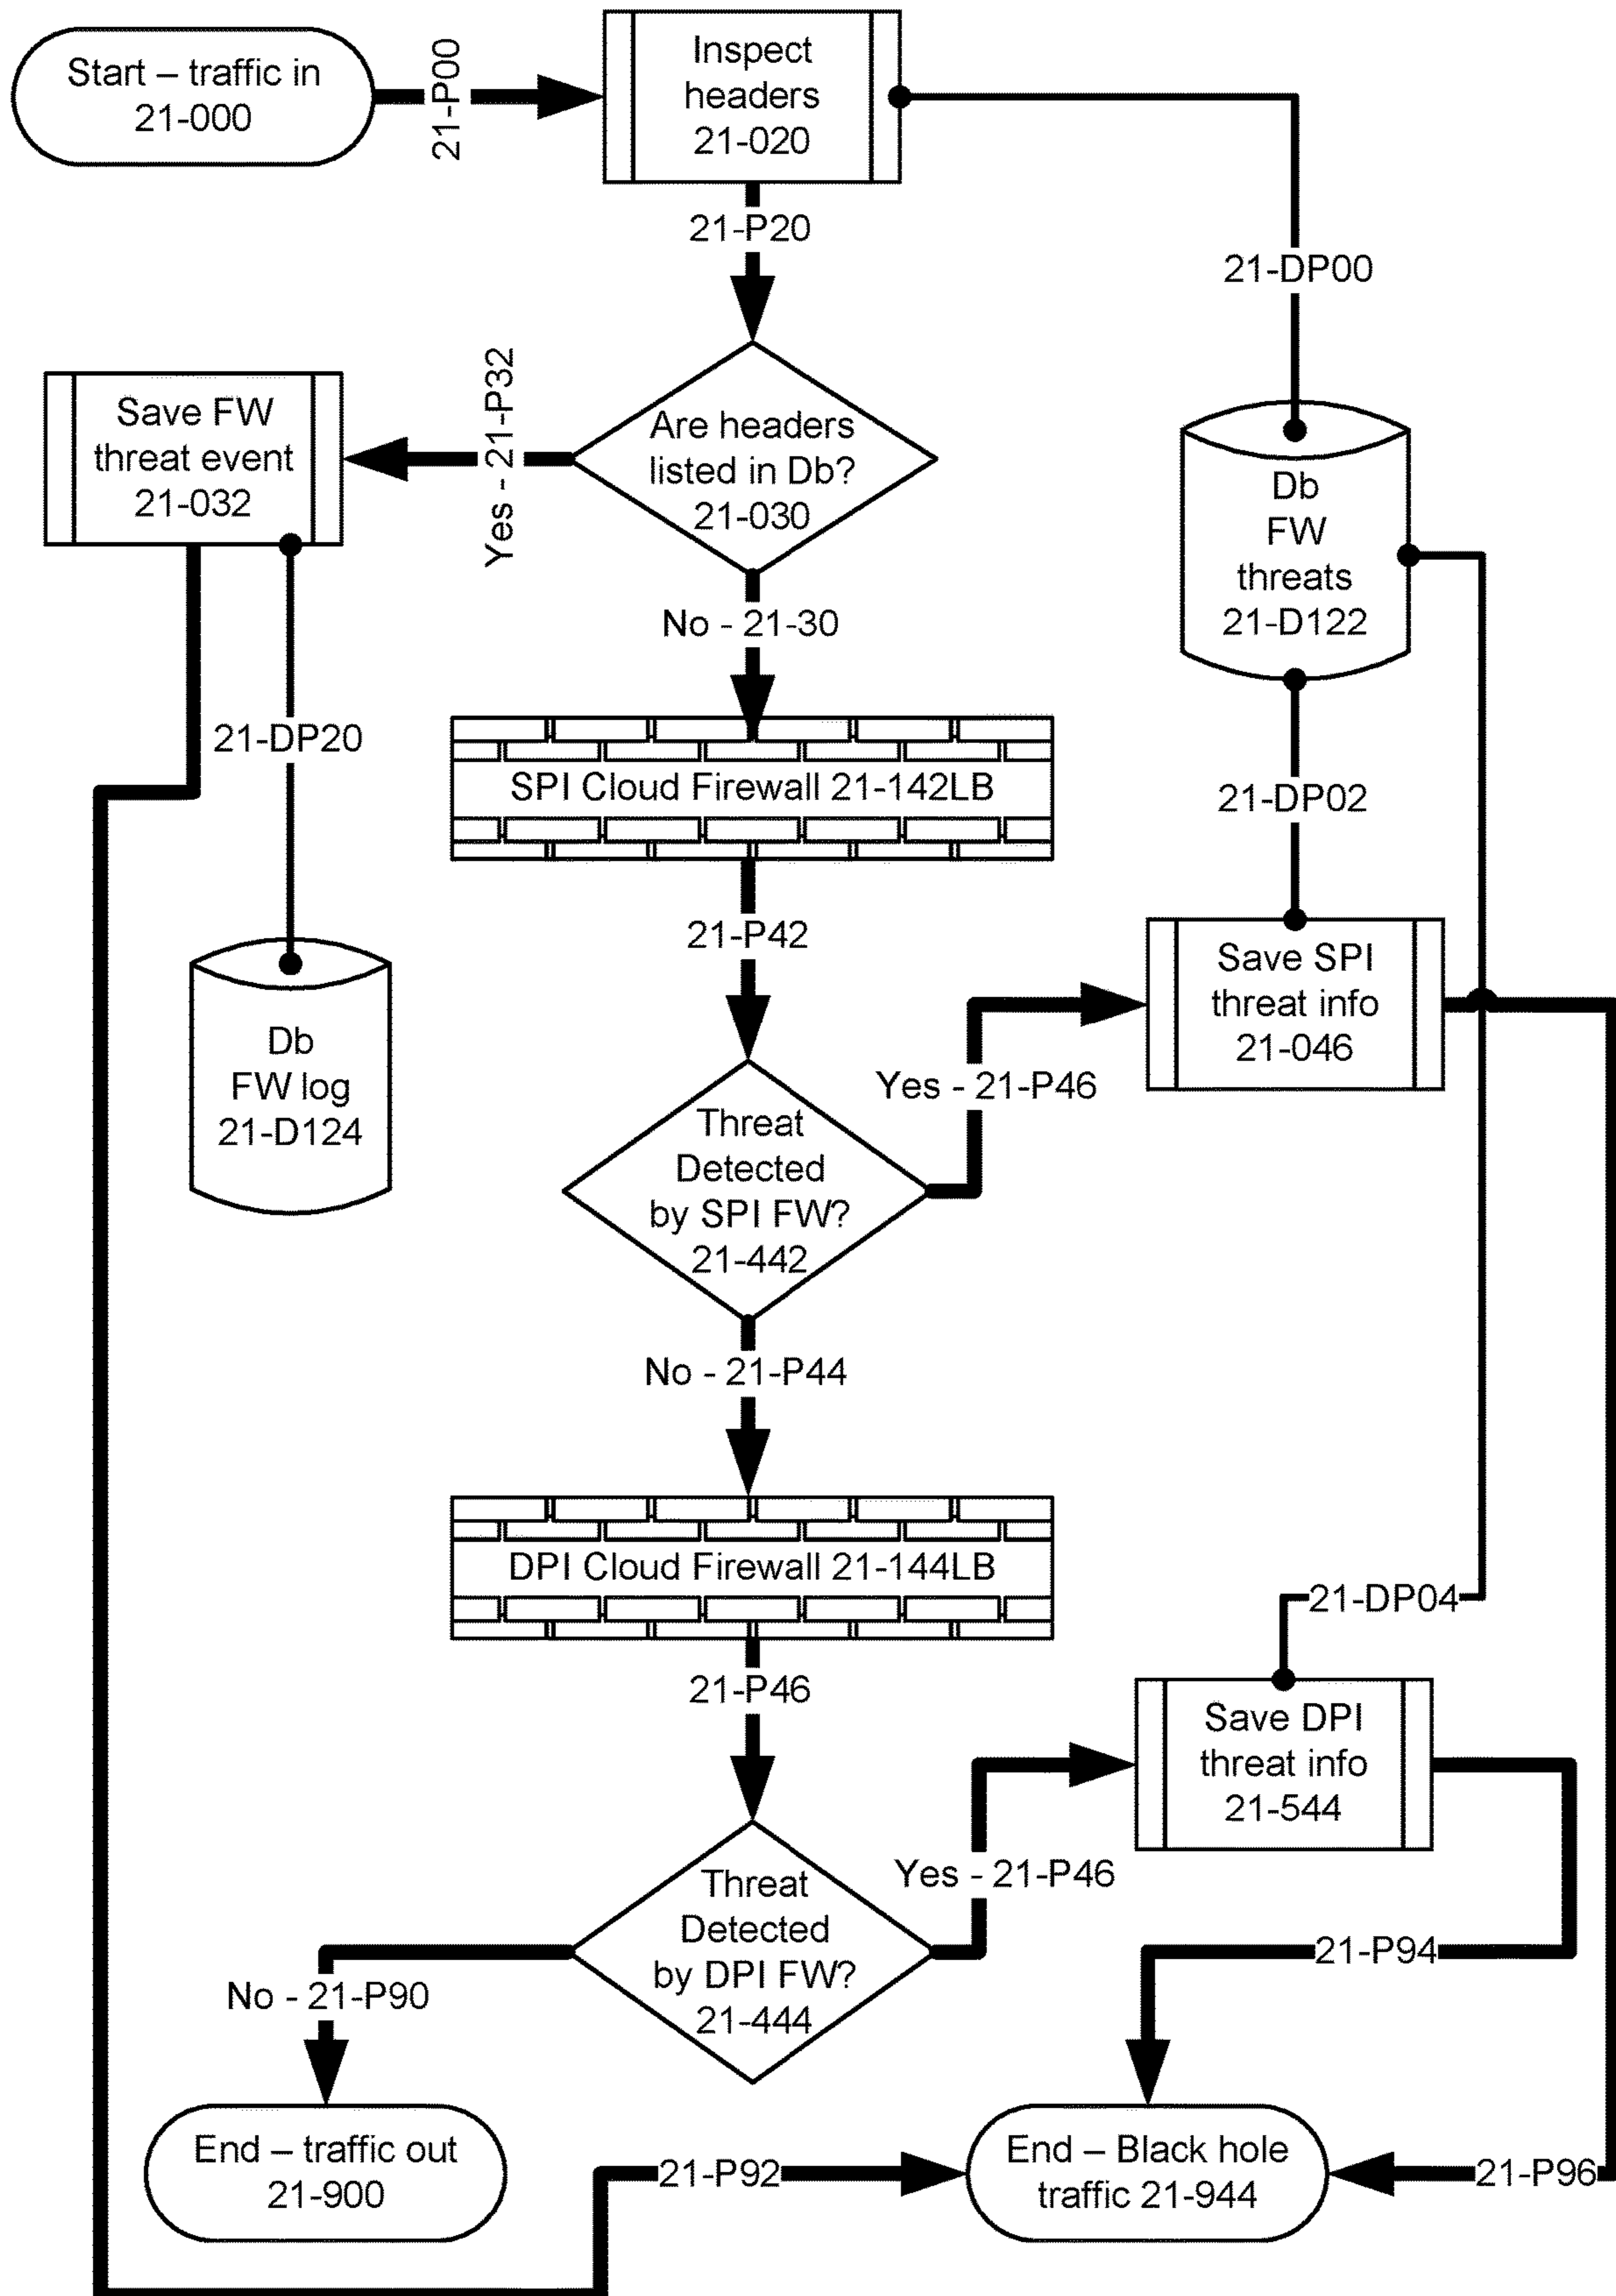 Start – traffic in
21-000
21-P00
Inspect
headers
21-020
21-P20
21-DP00
Save FW
threat event
21-032
Yes - 21-P32
Are headers
listed in Db?
21-030
Db
FW
threats
21-D122
No - 21-30
21-DP20
SPI Cloud Firewall 21-142LB
21-DP02
21-P42
Save SPI
threat info
21-046
Db
FW log
21-D124
Yes - 21-P46
Threat
Detected
by SPI FW?
21-442
No - 21-P44
DPI Cloud Firewall 21-144LB
21-DP04
21-P46
Save DPI
threat info
21-544
Yes - 21-P46
Threat
Detected
by DPI FW?
21-444
21-P94
No - 21-P90
End – traffic out
21-900
21-P92
End – Black hole
traffic 21-944
21-P96